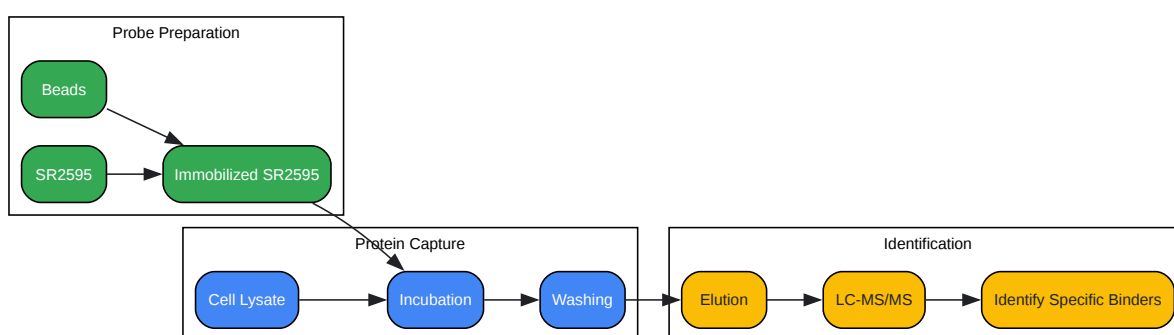 Probe Preparation
Beads
SR2595
Immobilized SR2595
Protein Capture
Identification
Cell Lysate
Incubation
Washing
Elution
LC-MS/MS
Identify Specific Binders